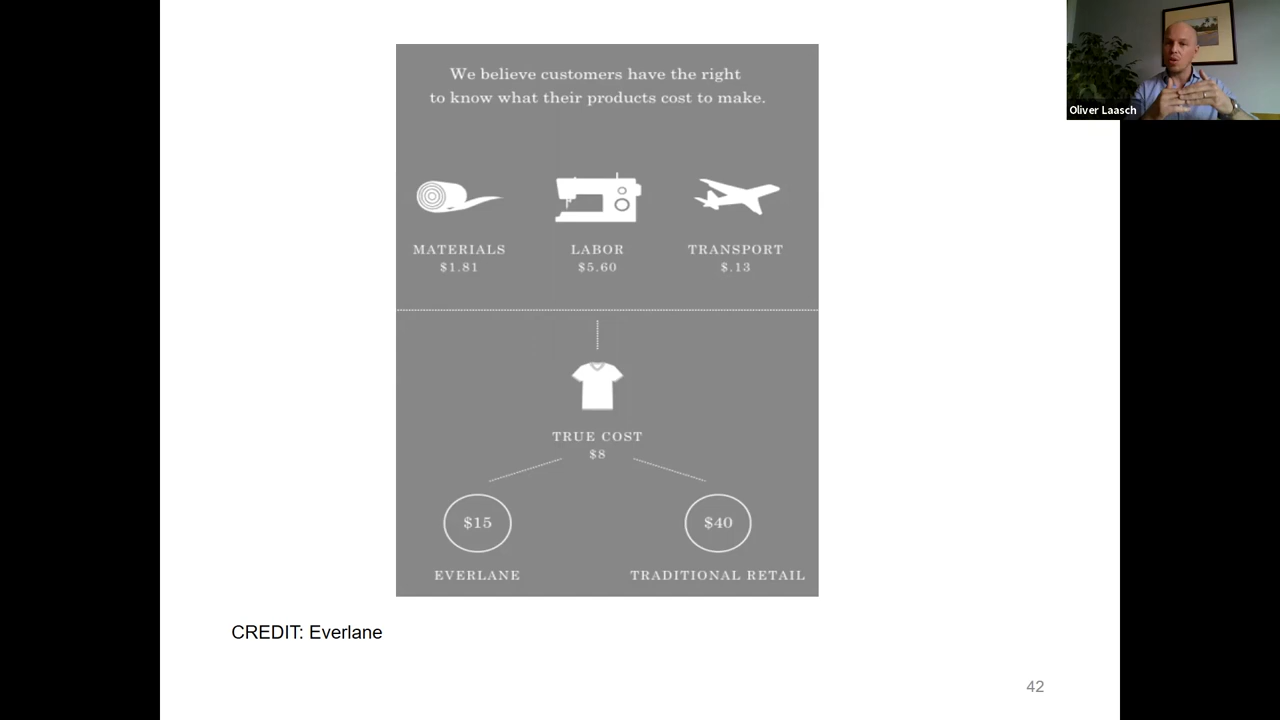 We believe customers have the right
to know what their products cost to make.
MATERIALS
$1.81
LABOR
$5.60
TRANSPORT
$.13
TRUE COST
$8
$15
$40
EVERLANE
TRADITIONAL RETAIL
CREDIT: Everlane
42
Oliver Laasch